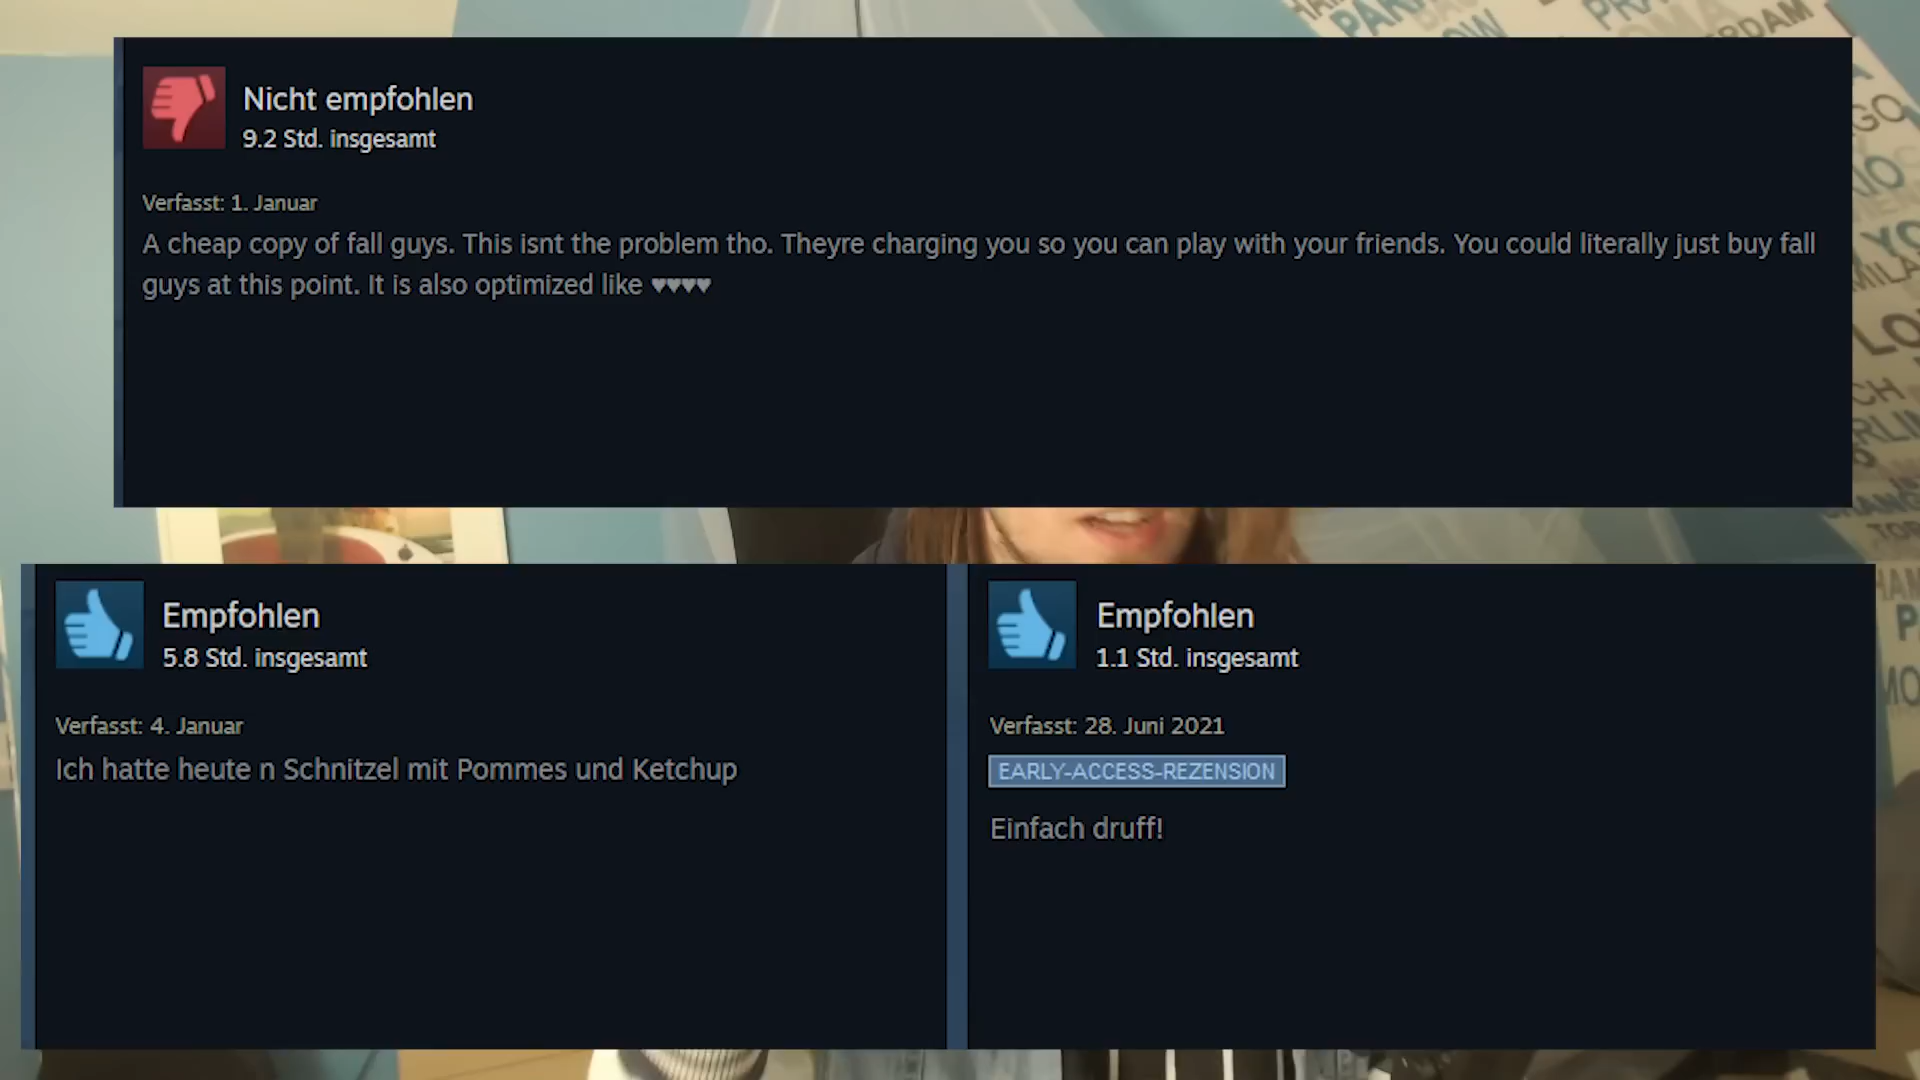 Nicht empfohlen
9.2 Std. insgesamt
Verfasst: 1. Januar
A cheap copy of fall guys. This isnt the problem tho. Theyre charging you so you can play with your friends. You could literally just buy fall
guys at this point. It is also optimized like ♥♥♥♥
Empfohlen
5.8 Std. insgesamt
Verfasst: 4. Januar
Ich hatte heute n Schnitzel mit Pommes und Ketchup
Empfohlen
1.1 Std. insgesamt
Verfasst: 28. Juni 2021
EARLY-ACCESS-REZENSION
Einfach druff!